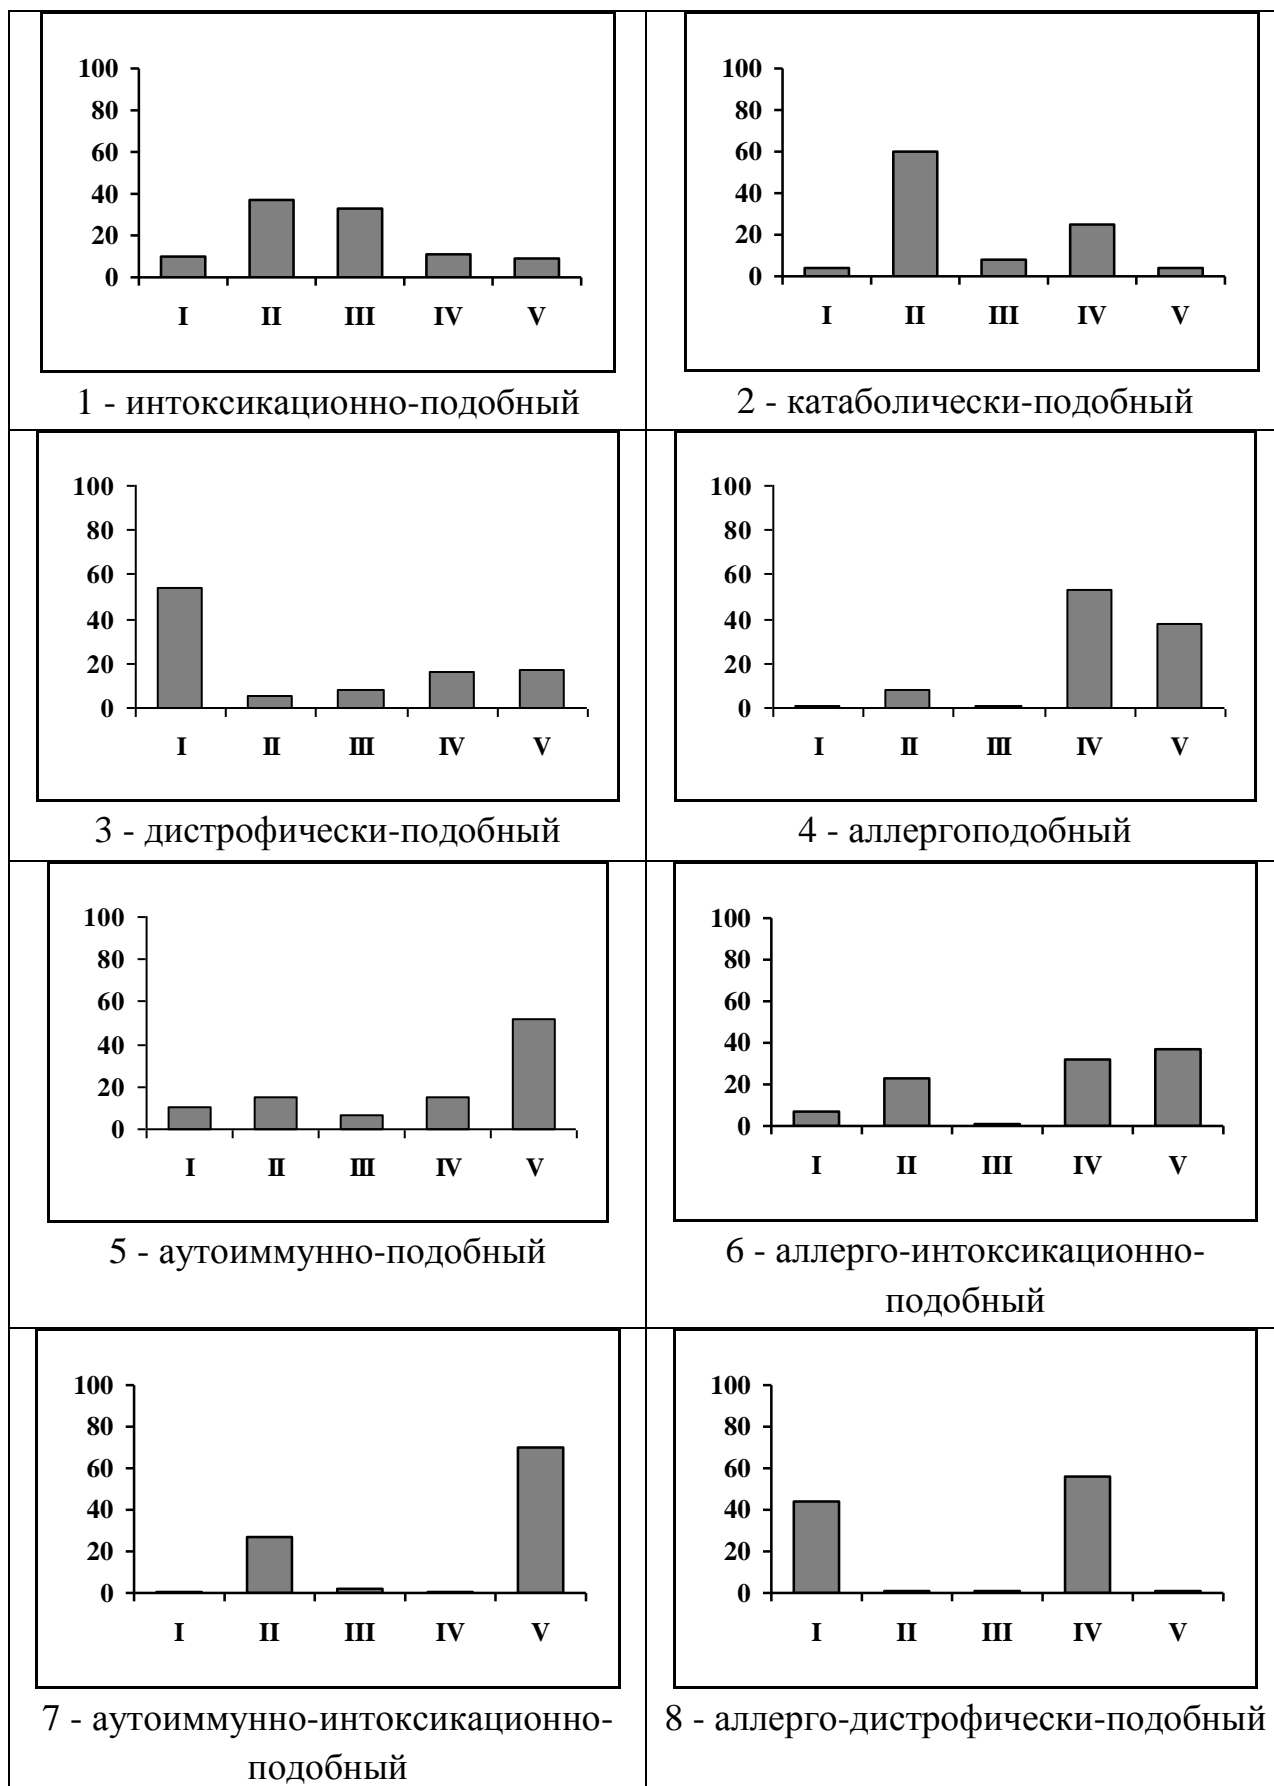 100
80
60
40
20
0
I II III IV V
1 - интоксикационно-подобный
100
80
60
40
20
0
I II III IV V
2 - катаболически-подобный
100
80
60
40
20
0
I II III IV V
3 - дистрофически-подобный
100
80
60
40
20
0
I II III IV V
4 - аллергоподобный
100
80
60
40
20
0
I II III IV V
5 - аутоиммунно-подобный
100
80
60
40
20
0
I II III IV V
6 - аллерго-интоксикационно-
подобный
100
80
60
40
20
0
I II III IV V
7 - аутоиммунно-интоксикационно-
подобный
100
80
60
40
20
0
I II III IV V
8 - аллерго-дистрофически-подобный